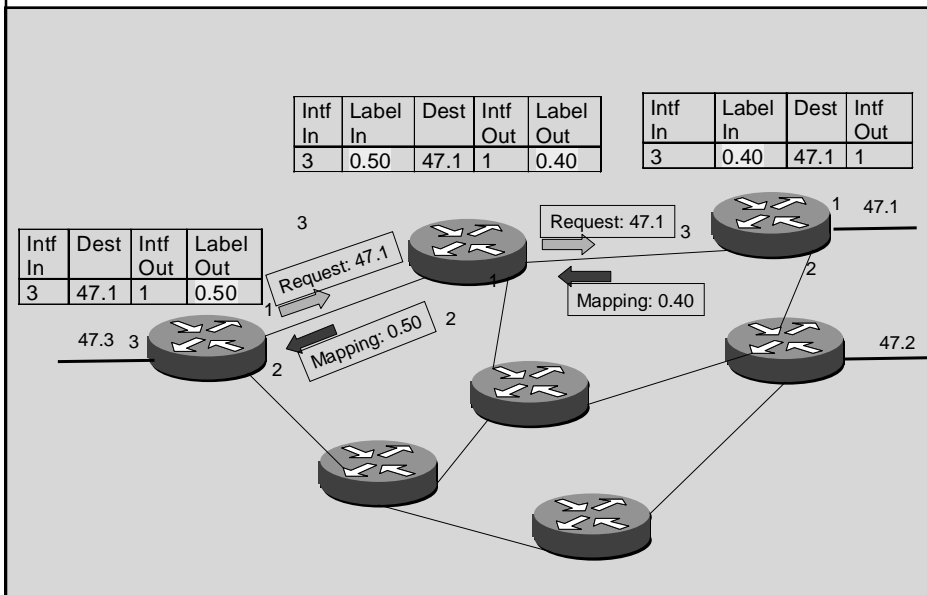 Intf In Label In Dest Intf Out Label Out
3 0.50 47.1 1 0.40
Intf In Label In Dest Intf Out
3 0.40 47.1 1
Intf In Dest Intf Out Label Out
3 47.1 1 0.50
3
Request: 47.1
1
Mapping: 0.50
2
Request: 47.1
3
1
Mapping: 0.40
1
47.1
2
47.3
3
2
47.2